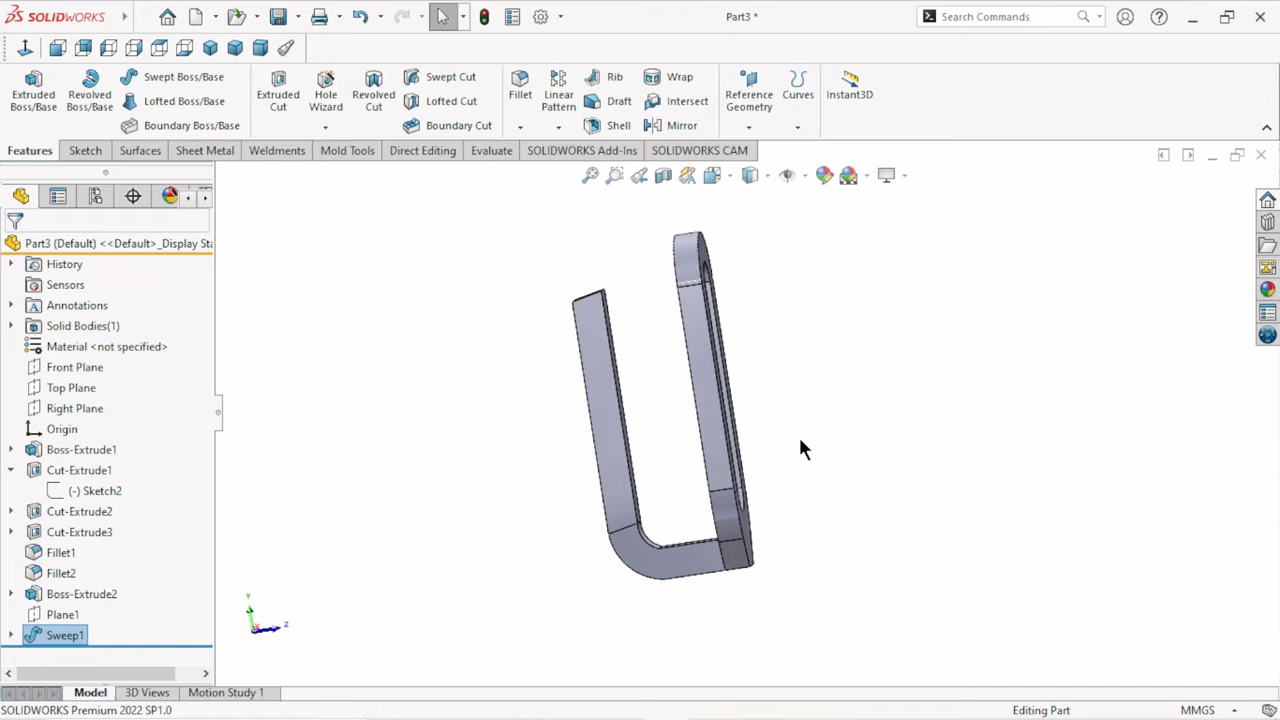 SOLIDWORKS
Part3 *
Search Commands
Extruded Boss/Base
Revolved Boss/Base
Swept Boss/Base
Lofted Boss/Base
Boundary Boss/Base
Extruded Cut
Hole Wizard
Revolved Cut
Swept Cut
Lofted Cut
Boundary Cut
Fillet
Linear Pattern
Rib
Draft
Shell
Wrap
Intersect
Mirror
Reference Geometry
Curves
Instant3D
Features
Sketch
Surfaces
Sheet Metal
Weldments
Mold Tools
Direct Editing
Evaluate
SOLIDWORKS Add-Ins
SOLIDWORKS CAM
Part3 (Default) <<Default>_Display Sta
History
Sensors
Annotations
Solid Bodies(1)
Material <not specified>
Front Plane
Top Plane
Right Plane
Origin
Boss-Extrude1
Cut-Extrude1
(-) Sketch2
Cut-Extrude2
Cut-Extrude3
Fillet1
Fillet2
Boss-Extrude2
Plane1
Sweep1
Y
X
Z
Model
3D Views
Motion Study 1
SOLIDWORKS Premium 2022 SP1.0
Editing Part
MMGS